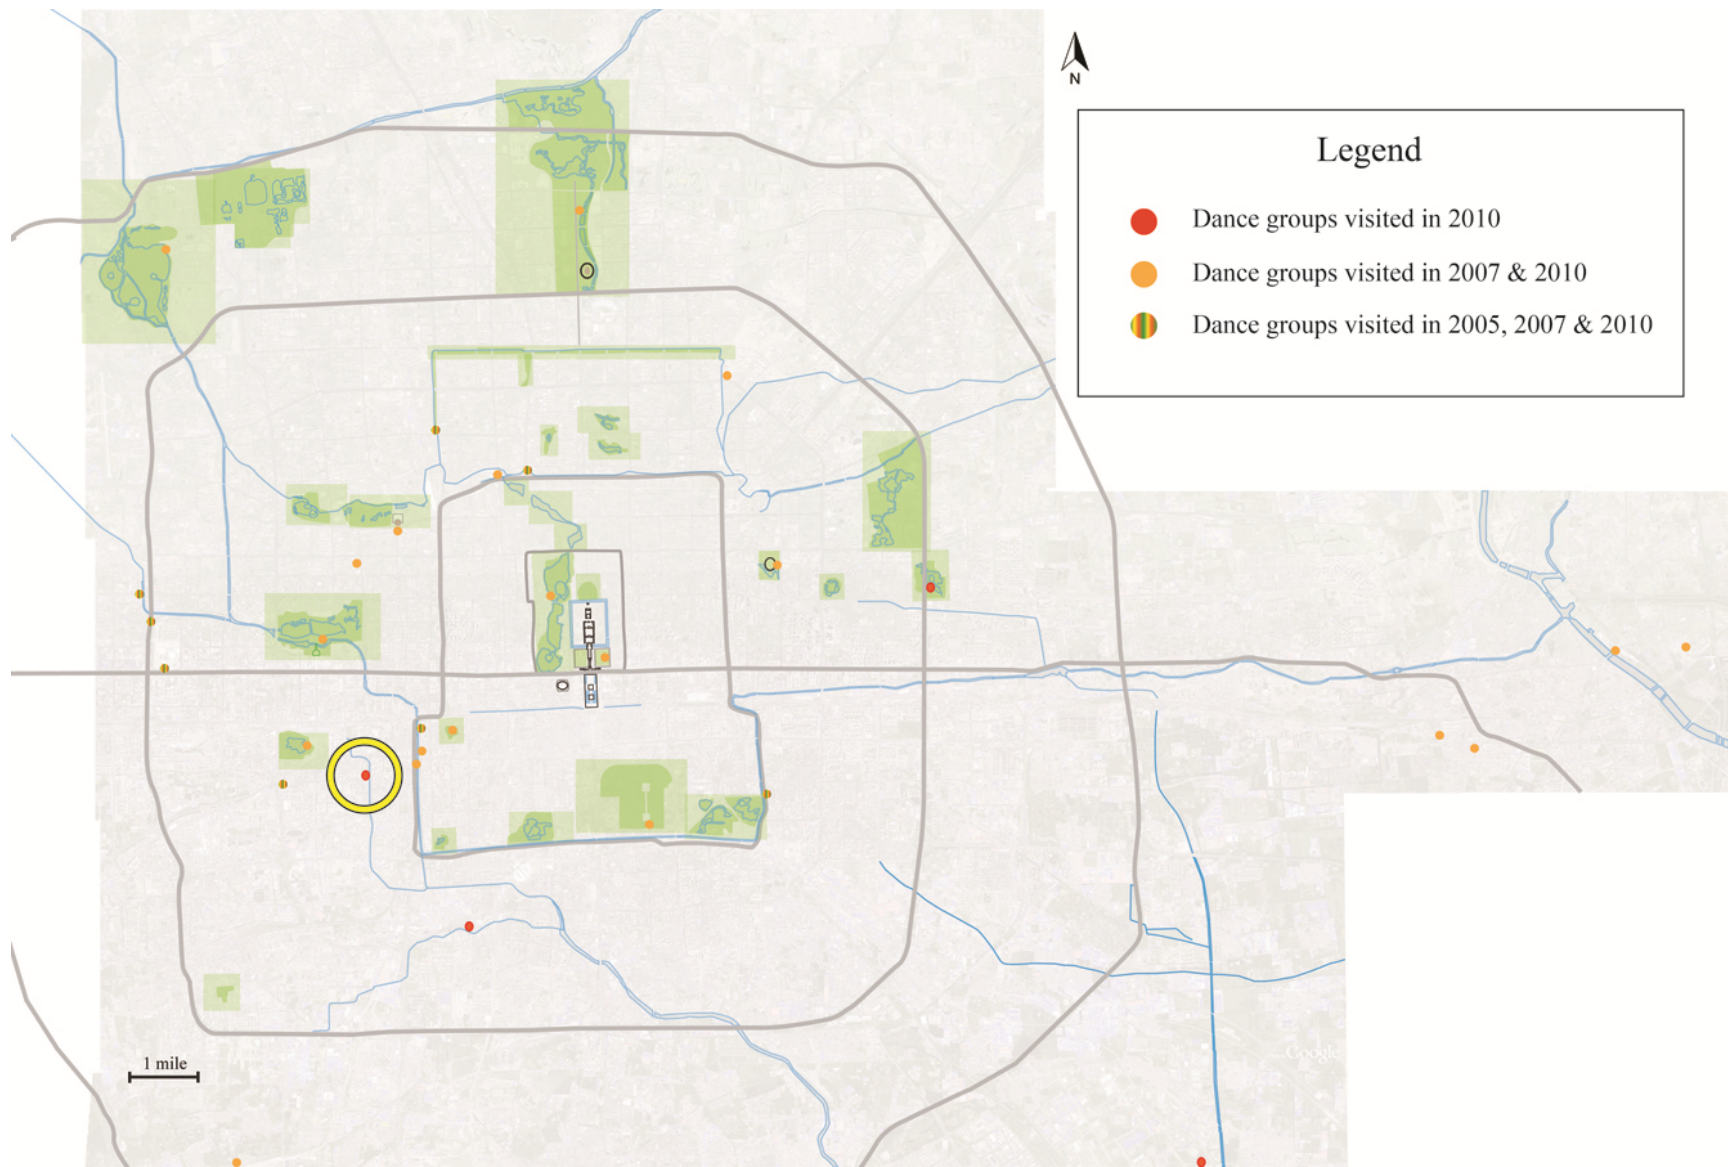 N
Legend
Dance groups visited in 2010
Dance groups visited in 2007 & 2010
Dance groups visited in 2005, 2007 & 2010
1 mile
Google